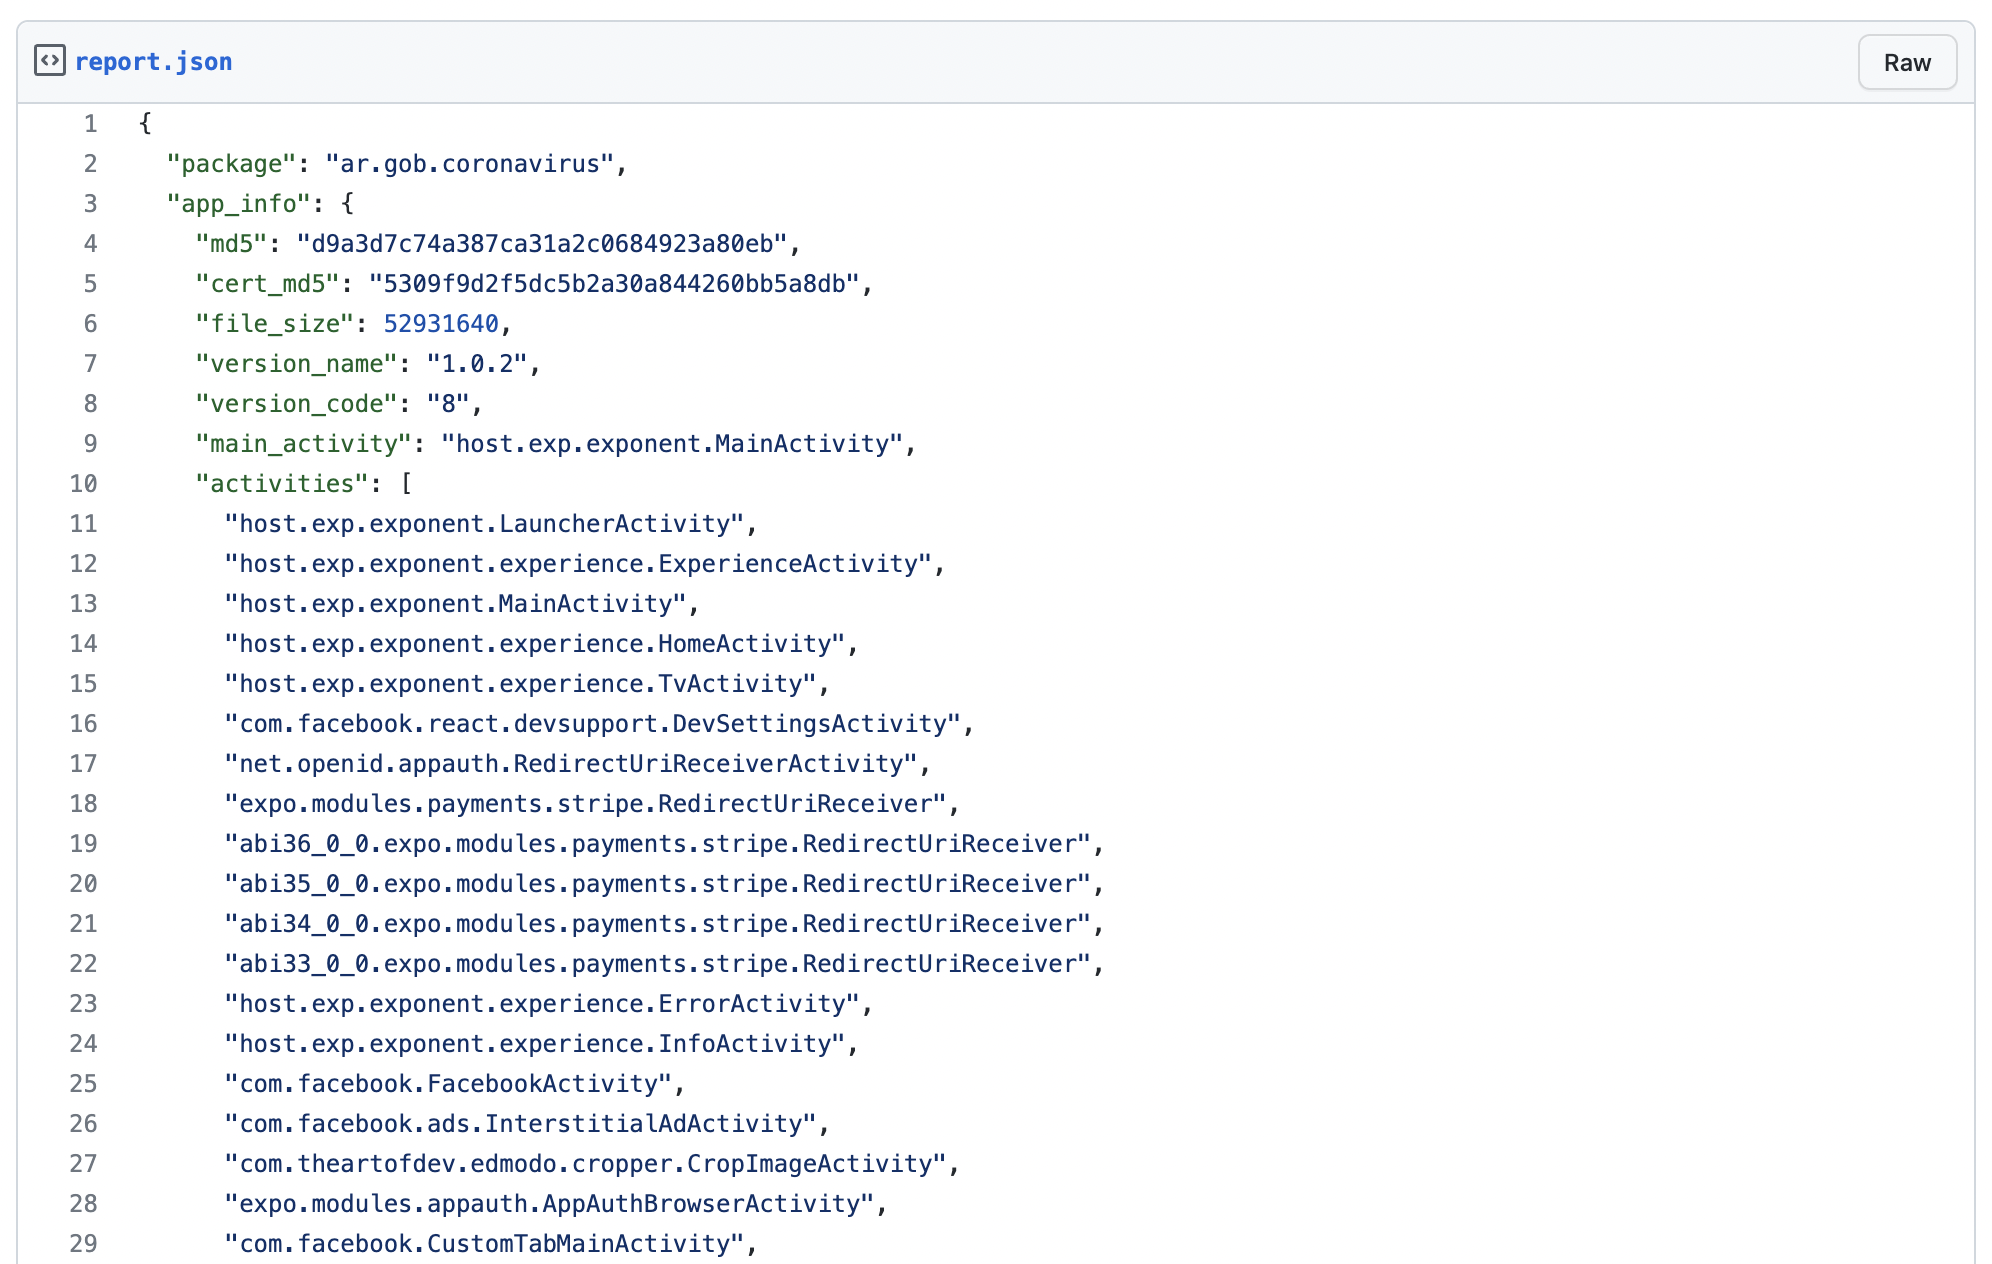 report.json
Raw
1 {
2 "package": "ar.gob.coronavirus",
3 "app_info": {
4 "md5": "d9a3d7c74a387ca31a2c0684923a80eb",
5 "cert_md5": "5309f9d2f5dc5b2a30a844260bb5a8db",
6 "file_size": 52931640,
7 "version_name": "1.0.2",
8 "version_code": "8",
9 "main_activity": "host.exp.exponent.MainActivity",
10 "activities": [
11 "host.exp.exponent.LauncherActivity",
12 "host.exp.exponent.experience.ExperienceActivity",
13 "host.exp.exponent.MainActivity",
14 "host.exp.exponent.experience.HomeActivity",
15 "host.exp.exponent.experience.TvActivity",
16 "com.facebook.react.devsupport.DevSettingsActivity",
17 "net.openid.appauth.RedirectUriReceiverActivity",
18 "expo.modules.payments.stripe.RedirectUriReceiver",
19 "abi36_0_0.expo.modules.payments.stripe.RedirectUriReceiver",
20 "abi35_0_0.expo.modules.payments.stripe.RedirectUriReceiver",
21 "abi34_0_0.expo.modules.payments.stripe.RedirectUriReceiver",
22 "abi33_0_0.expo.modules.payments.stripe.RedirectUriReceiver",
23 "host.exp.exponent.experience.ErrorActivity",
24 "host.exp.exponent.experience.InfoActivity",
25 "com.facebook.FacebookActivity",
26 "com.facebook.ads.InterstitialAdActivity",
27 "com.theartofdev.edmodo.cropper.CropImageActivity",
28 "expo.modules.appauth.AppAuthBrowserActivity",
29 "com.facebook.CustomTabMainActivity",